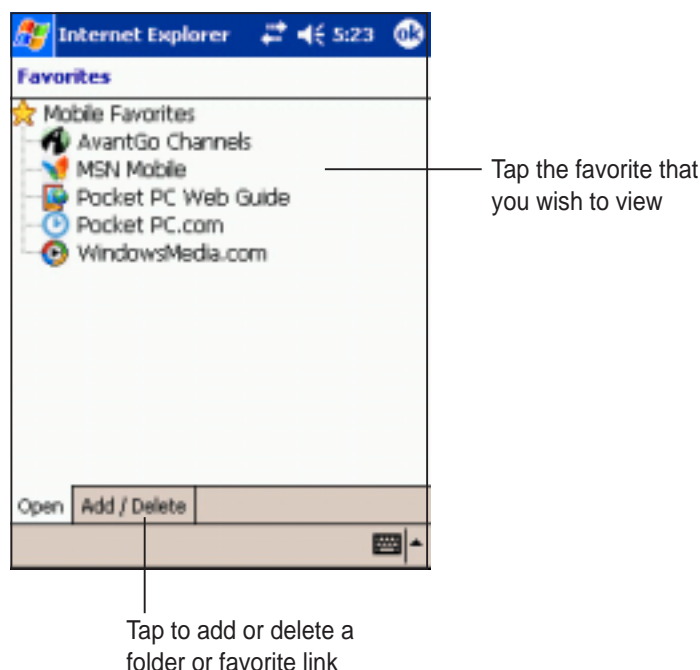 Internet Explorer 5:23 ok
Favorites
Mobile Favorites
AvantGo Channels
MSN Mobile
Pocket PC Web Guide
Pocket PC.com
WindowsMedia.com
Tap the favorite that
you wish to view
Open Add / Delete
Tap to add or delete a
folder or favorite link